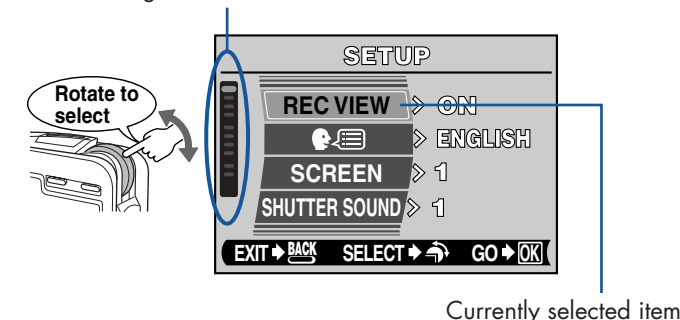 SETUP
Rotate to
select
REC VIEW ON
ENGLISH
SCREEN 1
SHUTTER SOUND 1
EXIT BACK SELECT GO OK
Currently selected item